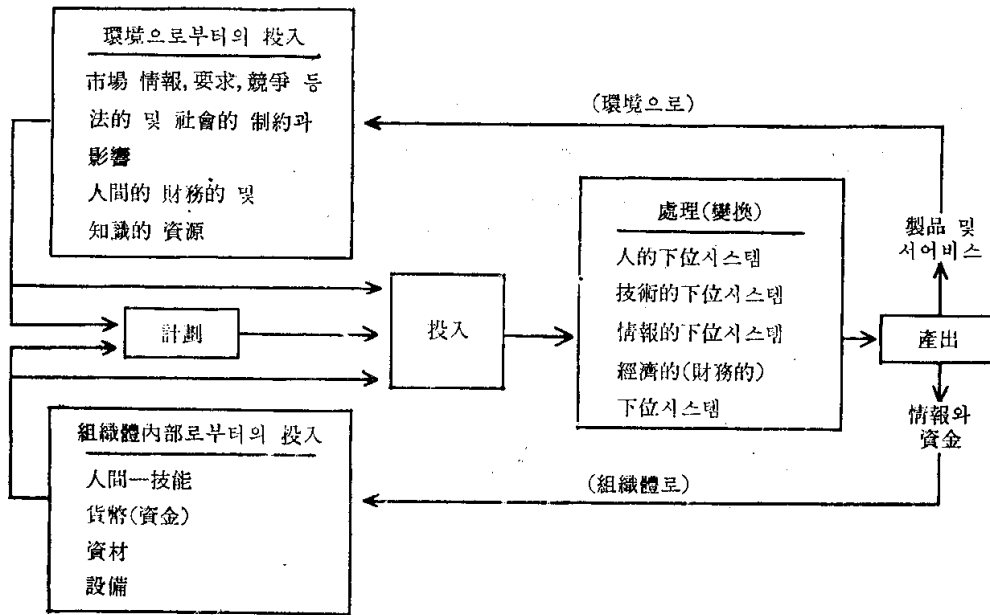 環境으로부터의 投入
市場 情報, 要求, 競爭 등
法的 및 社會的 制約과
影響
人間的 財務的 및
知識的 資源
(環境으로)
處理(變換)
人的下位시스템
技術的下位시스템
情報的下位시스템
經濟的(財務的)
下位시스템
製品 및
서어비스
計劃
投入
產出
情報와
資金
組織體內部로부터의 投入
人間―技能
貨幣(資金)
資材
設備
(組織體로)